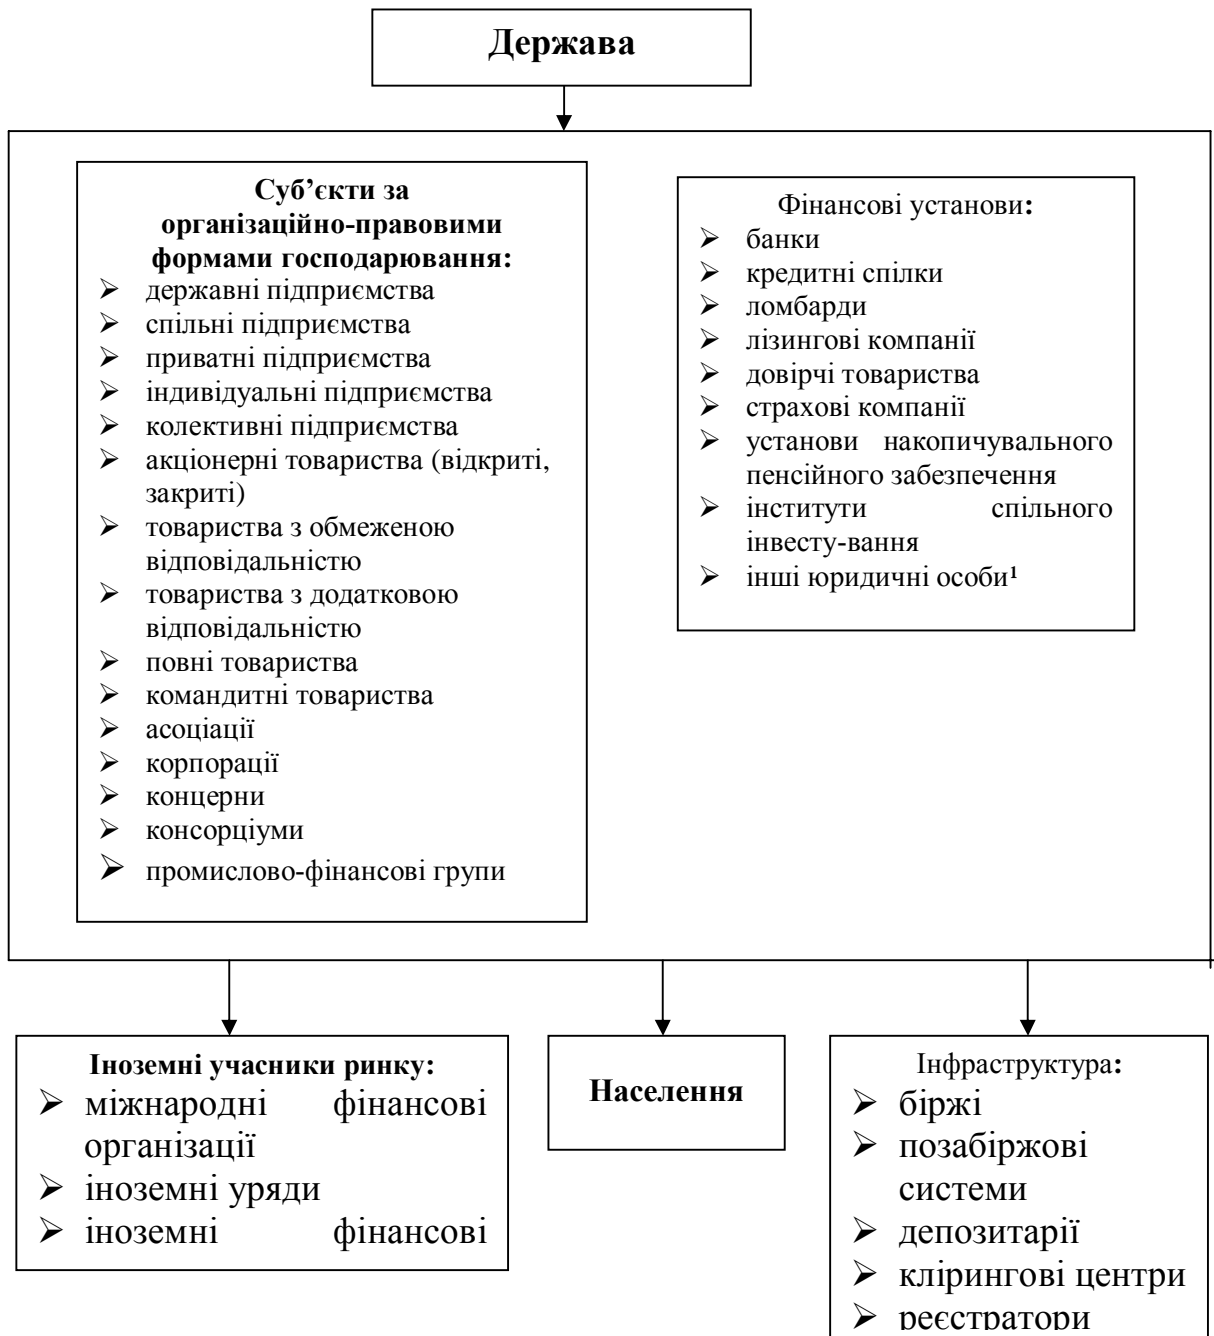 Держава
Суб’єкти за
організаційно-правовими
формами господарювання:
➢ державні підприємства
➢ спільні підприємства
➢ приватні підприємства
➢ індивідуальні підприємства
➢ колективні підприємства
➢ акціонерні товариства (відкриті,
закриті)
➢ товариства з обмеженою
відповідальністю
➢ товариства з додатковою
відповідальністю
➢ повні товариства
➢ командитні товариства
➢ асоціації
➢ корпорації
➢ концерни
➢ консорціуми
➢ промислово-фінансові групи
Фінансові установи:
➢ банки
➢ кредитні спілки
➢ ломбарди
➢ лізингові компанії
➢ довірчі товариства
➢ страхові компанії
➢ установи накопичувального
пенсійного забезпечення
➢ інститути спільного
інвесту-вання
➢ інші юридичні особи¹
Іноземні учасники ринку:
➢ міжнародні фінансові
організації
➢ іноземні уряди
➢ іноземні фінансові
Населення
Інфраструктура:
➢ біржі
➢ позабіржові
системи
➢ депозитарії
➢ клірингові центри
➢ реєстратори